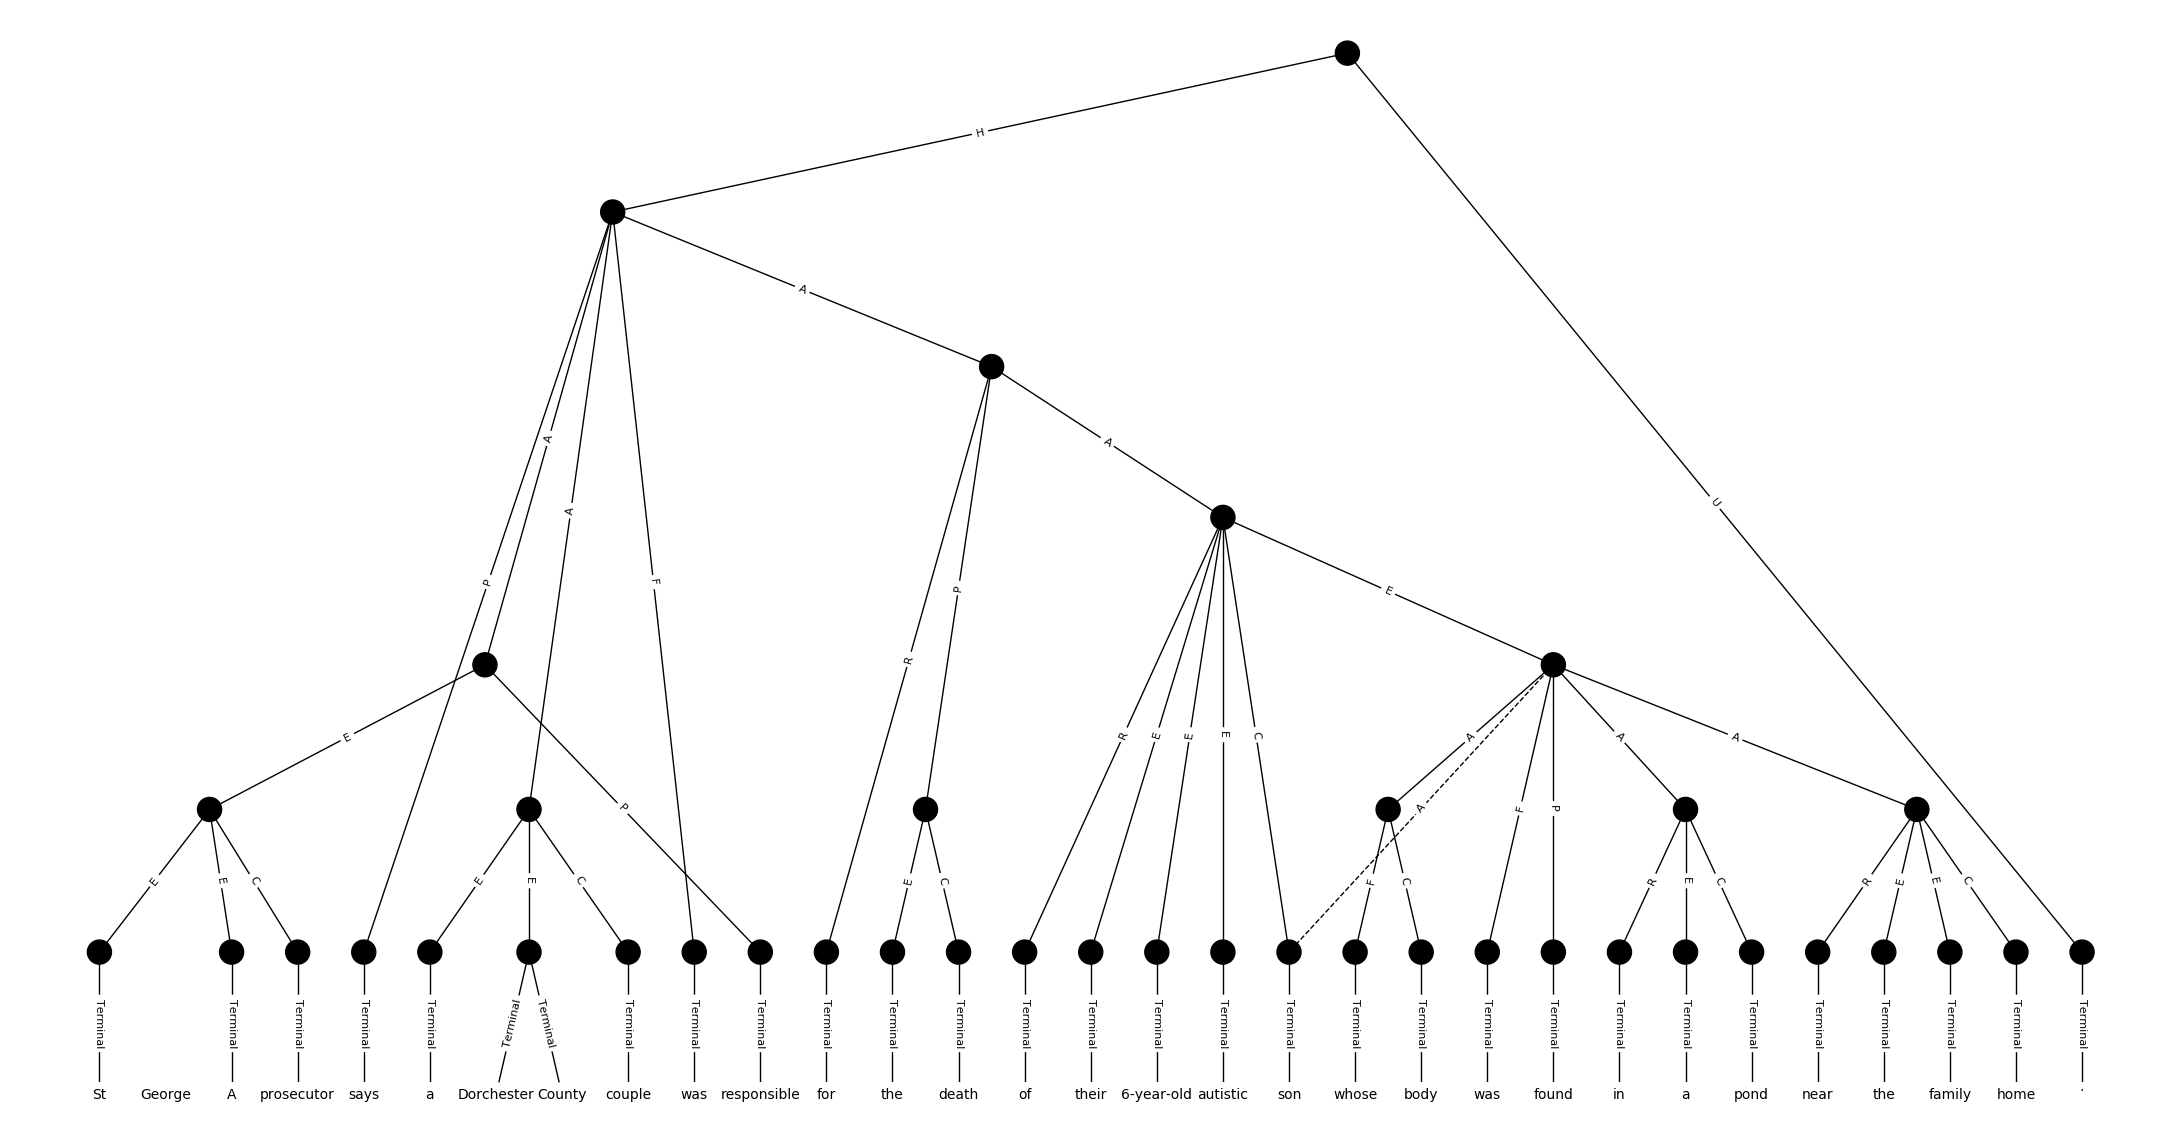 H
A
A
A
A
U
P
F
E
P
R
E
P
R
E
E
E
C
A
A
A
A
F
P
E
E
C
E
E
C
E
C
F
C
R
E
C
R
E
E
C
Terminal Terminal Terminal Terminal Terminal Terminal Terminal Terminal Terminal Terminal Terminal Terminal Terminal Terminal Terminal Terminal Terminal Terminal Terminal Terminal Terminal Terminal Terminal Terminal Terminal Terminal Terminal Terminal Terminal Terminal
St George A prosecutor says a Dorchester County couple was responsible for the death of their 6-year-old autistic son whose body was found in a pond near the family home .